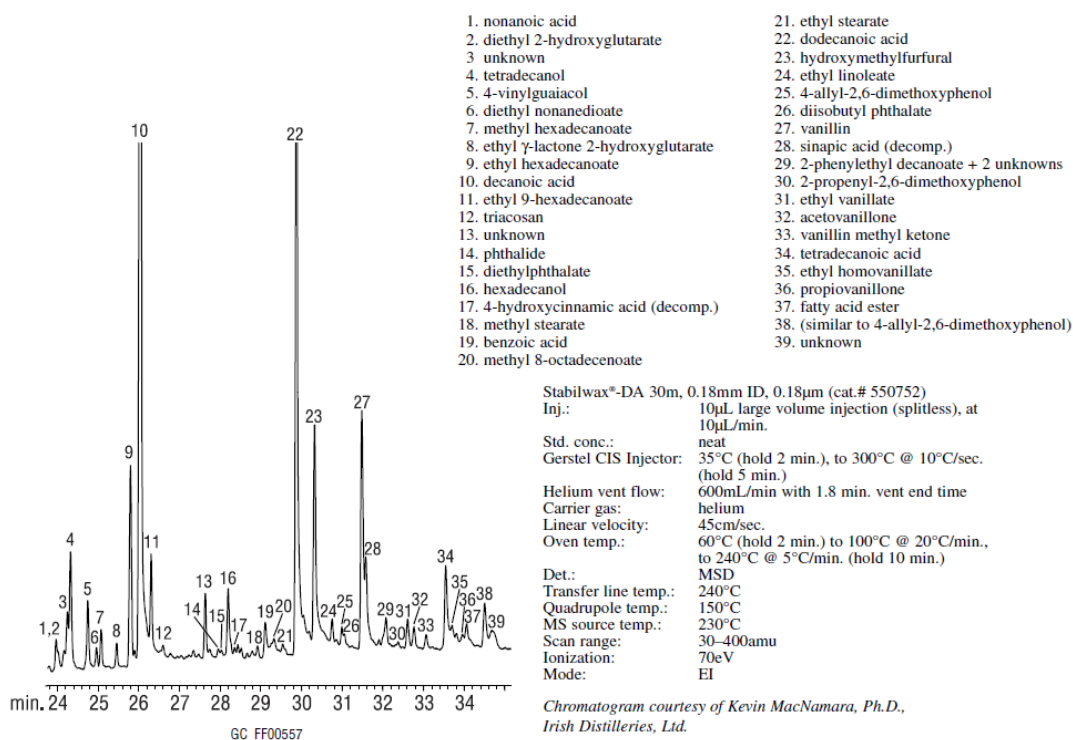 1. nonanoic acid
2. diethyl 2-hydroxyglutarate
3 unknown
4. tetradecanol
5. 4-vinylguaiacol
6. diethyl nonanedioate
7. methyl hexadecanoate
8. ethyl γ-lactone 2-hydroxyglutarate
9. ethyl hexadecanoate
10. decanoic acid
11. ethyl 9-hexadecanoate
12. triacosan
13. unknown
14. phthalide
15. diethylphthalate
16. hexadecanol
17. 4-hydroxycinnamic acid (decomp.)
18. methyl stearate
19. benzoic acid
20. methyl 8-octadecenoate
21. ethyl stearate
22. dodecanoic acid
23. hydroxymethylfurfural
24. ethyl linoleate
25. 4-allyl-2,6-dimethoxyphenol
26. diisobutyl phthalate
27. vanillin
28. sinapic acid (decomp.)
29. 2-phenylethyl decanoate + 2 unknowns
30. 2-propenyl-2,6-dimethoxyphenol
31. ethyl vanillate
32. acetovanillone
33. vanillin methyl ketone
34. tetradecanoic acid
35. ethyl homovanillate
36. propiovanillone
37. fatty acid ester
38. (similar to 4-allyl-2,6-dimethoxyphenol)
39. unknown
1,2
3
4
5
6
7
8
9
10
11
12
13
14
15
16
17
18
19
20
21
22
23
24
25
26
27
28
29
30
31
32
33
34
35
36
37
38
39
min. 24 25 26 27 28 29 30 31 32 33 34
GC FF00557
Stabilwax®-DA 30m, 0.18mm ID, 0.18µm (cat.# 550752)
Inj.: 10µL large volume injection (splitless), at
10µL/min.
Std. conc.: neat
Gerstel CIS Injector: 35°C (hold 2 min.), to 300°C @ 10°C/sec.
(hold 5 min.)
Helium vent flow: 600mL/min with 1.8 min. vent end time
Carrier gas: helium
Linear velocity: 45cm/sec.
Oven temp.: 60°C (hold 2 min.) to 100°C @ 20°C/min.,
to 240°C @ 5°C/min. (hold 10 min.)
Det.: MSD
Transfer line temp.: 240°C
Quadrupole temp.: 150°C
MS source temp.: 230°C
Scan range: 30–400amu
Ionization: 70eV
Mode: EI
Chromatogram courtesy of Kevin MacNamara, Ph.D.,
Irish Distilleries, Ltd.